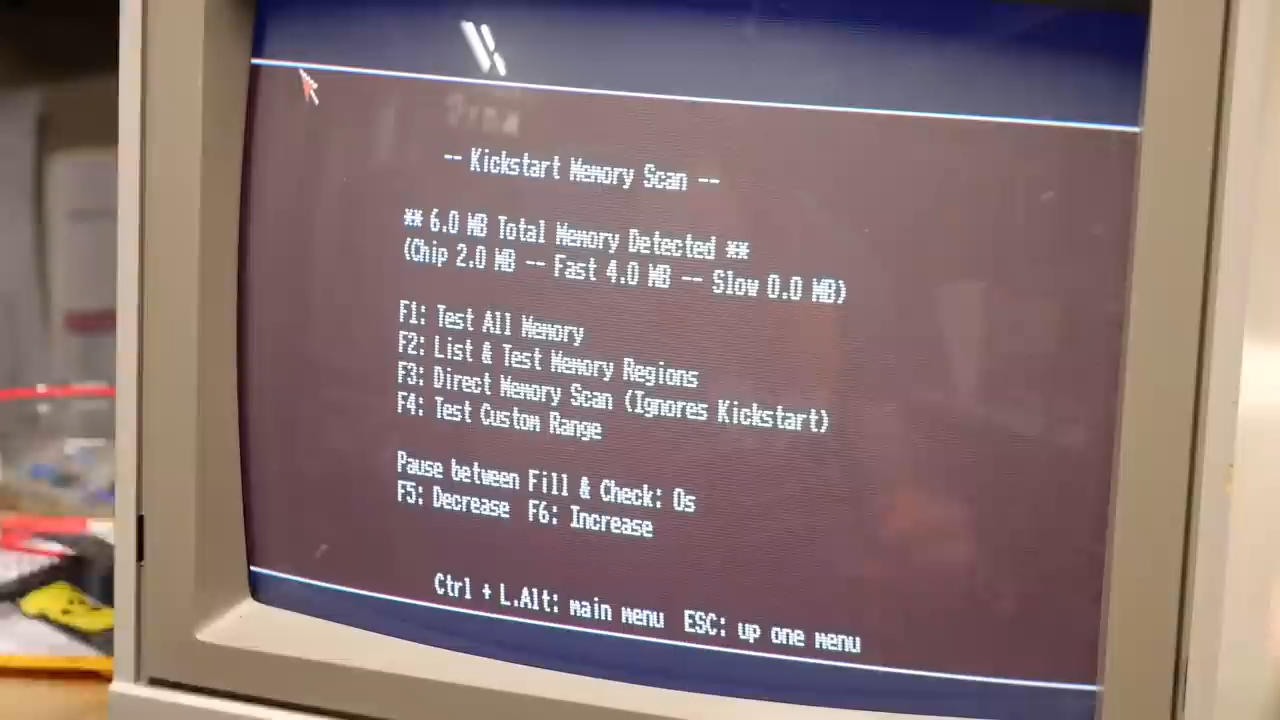 -- Kickstart Memory Scan --
** 6.0 MB Total Memory Detected **
(Chip 2.0 MB -- Fast 4.0 MB -- Slow 0.0 MB)
F1: Test All Memory
F2: List & Test Memory Regions
F3: Direct Memory Scan (Ignores Kickstart)
F4: Test Custom Range
Pause between Fill & Check: 0s
F5: Decrease F6: Increase
Ctrl + L.Alt: main menu ESC: up one menu